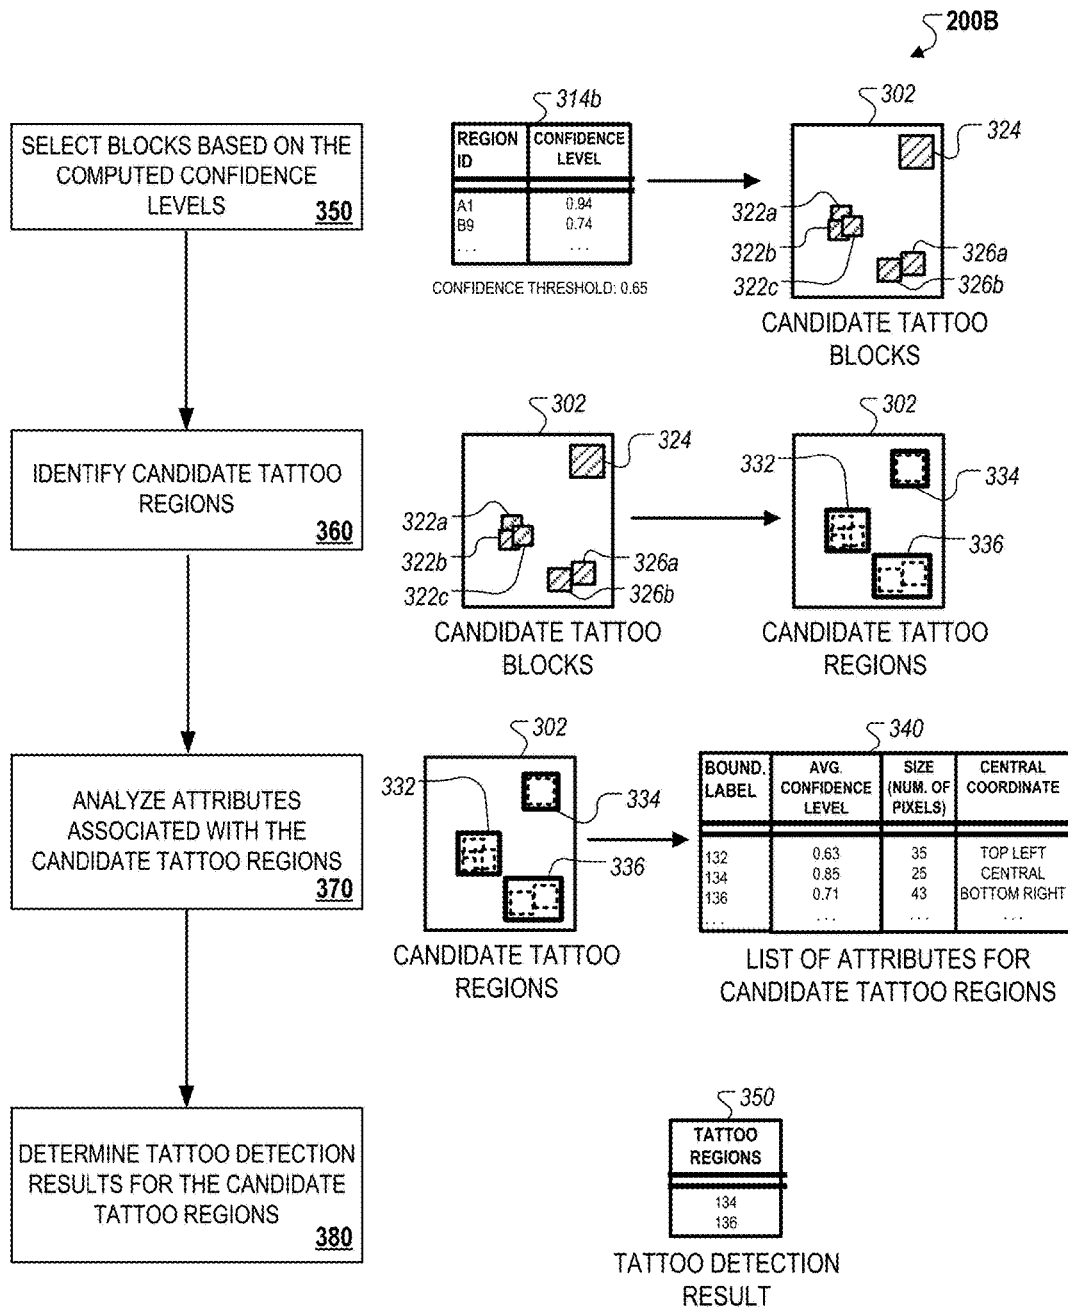 200B
SELECT BLOCKS BASED ON THE
COMPUTED CONFIDENCE
LEVELS
350
314b
REGION
ID
CONFIDENCE
LEVEL
A1
0.94
B9
0.74
. . .
. . .
CONFIDENCE THRESHOLD: 0.65
302
324
322a
322b
322c
326a
326b
CANDIDATE TATTOO
BLOCKS
IDENTIFY CANDIDATE TATTOO
REGIONS
360
302
324
322a
322b
322c
326a
326b
CANDIDATE TATTOO
BLOCKS
302
332
334
336
CANDIDATE TATTOO
REGIONS
ANALYZE ATTRIBUTES
ASSOCIATED WITH THE
CANDIDATE TATTOO REGIONS
370
302
332
334
336
CANDIDATE TATTOO
REGIONS
340
BOUND.
LABEL
AVG.
CONFIDENCE
LEVEL
SIZE
(NUM. OF
PIXELS)
CENTRAL
COORDINATE
132
0.63
35
TOP LEFT
134
0.85
25
CENTRAL
136
0.71
43
BOTTOM RIGHT
. . .
. . .
. . .
. . .
LIST OF ATTRIBUTES FOR
CANDIDATE TATTOO REGIONS
DETERMINE TATTOO DETECTION
RESULTS FOR THE CANDIDATE
TATTOO REGIONS
380
350
TATTOO
REGIONS
134
136
TATTOO DETECTION
RESULT